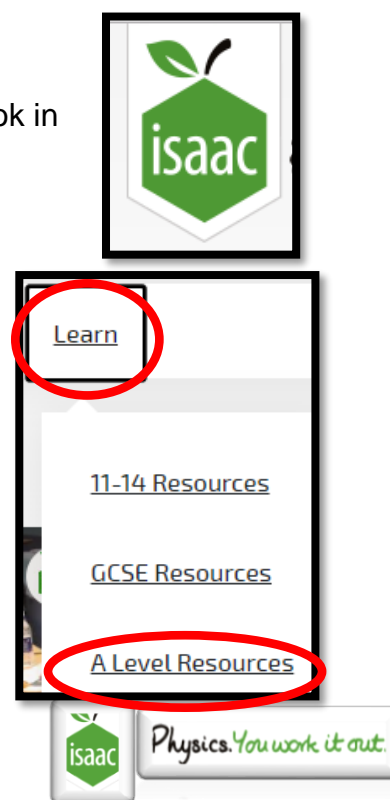 ok in
isaac
Learn
11-14 Resources
GCSE Resources
A Level Resources
isaac
Physics. You work it out.